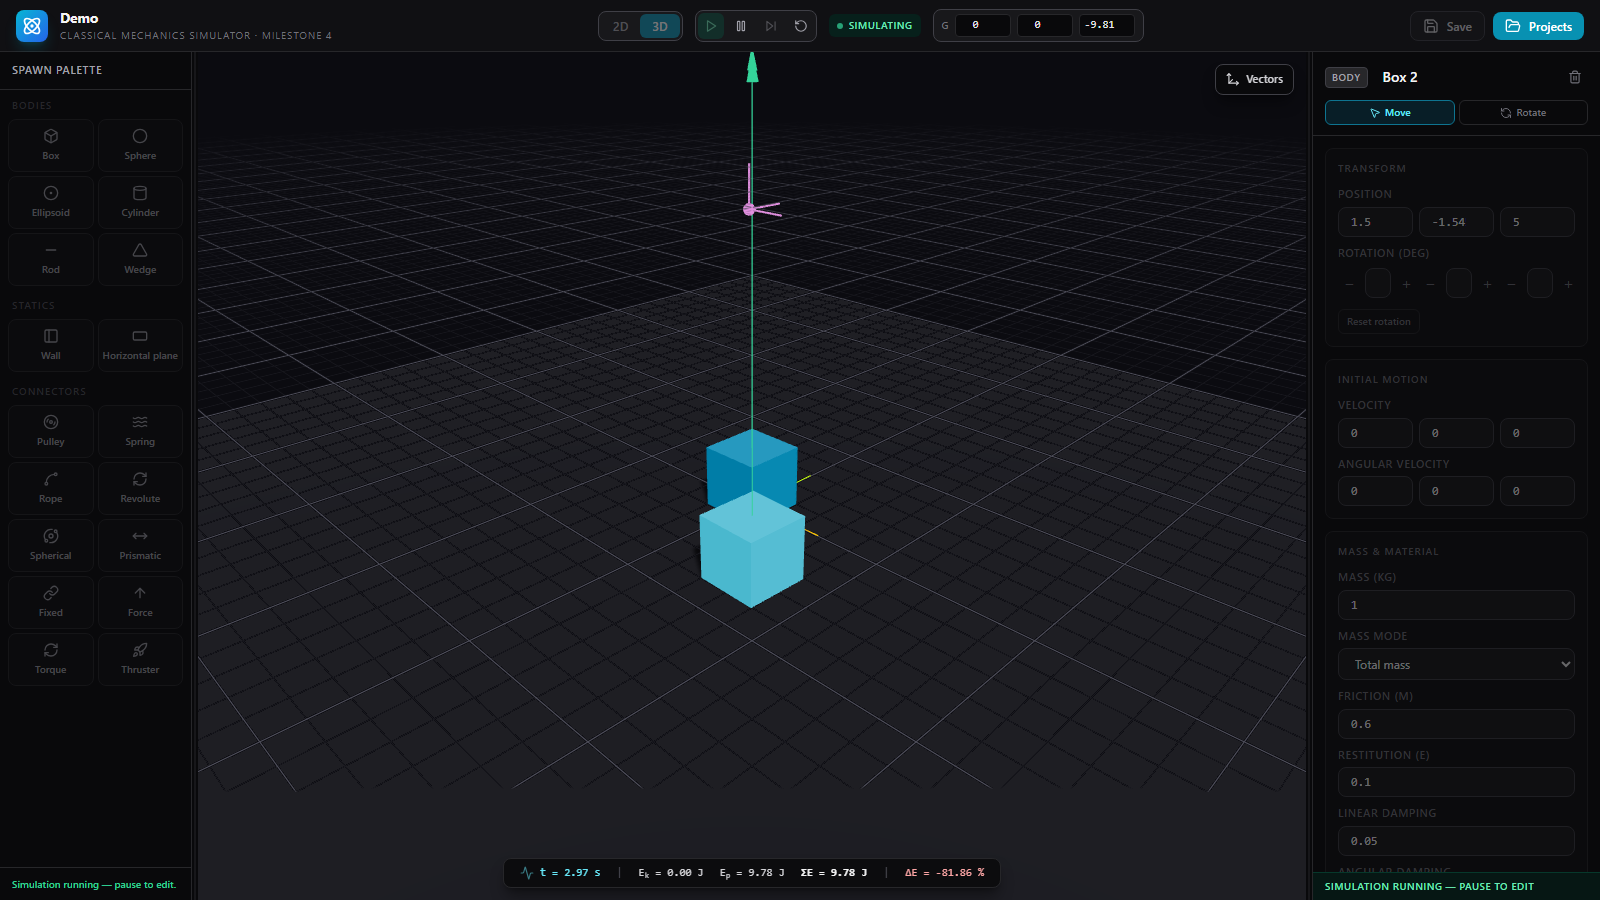 Demo
CLASSICAL MECHANICS SIMULATOR · MILESTONE 4
2D 3D
SIMULATING
G 0 0 -9.81
Save
Projects
SPAWN PALETTE
BODIES
Box Sphere
Ellipsoid Cylinder
Rod Wedge
STATICS
Wall Horizontal plane
CONNECTORS
Pulley Spring
Rope Revolute
Spherical Prismatic
Fixed Force
Torque Thruster
Simulation running — pause to edit.
Vectors
t = 2.97 s | Ek = 0.00 J Ep = 9.78 J ΣE = 9.78 J | ΔE = -81.86 %
BODY Box 2
Move Rotate
TRANSFORM
POSITION
1.5 -1.54 5
ROTATION (DEG)
− + − + − +
Reset rotation
INITIAL MOTION
VELOCITY
0 0 0
ANGULAR VELOCITY
0 0 0
MASS & MATERIAL
MASS (KG)
1
MASS MODE
Total mass
FRICTION (Μ)
0.6
RESTITUTION (E)
0.1
LINEAR DAMPING
0.05
ANGULAR DAMPING
SIMULATION RUNNING — PAUSE TO EDIT